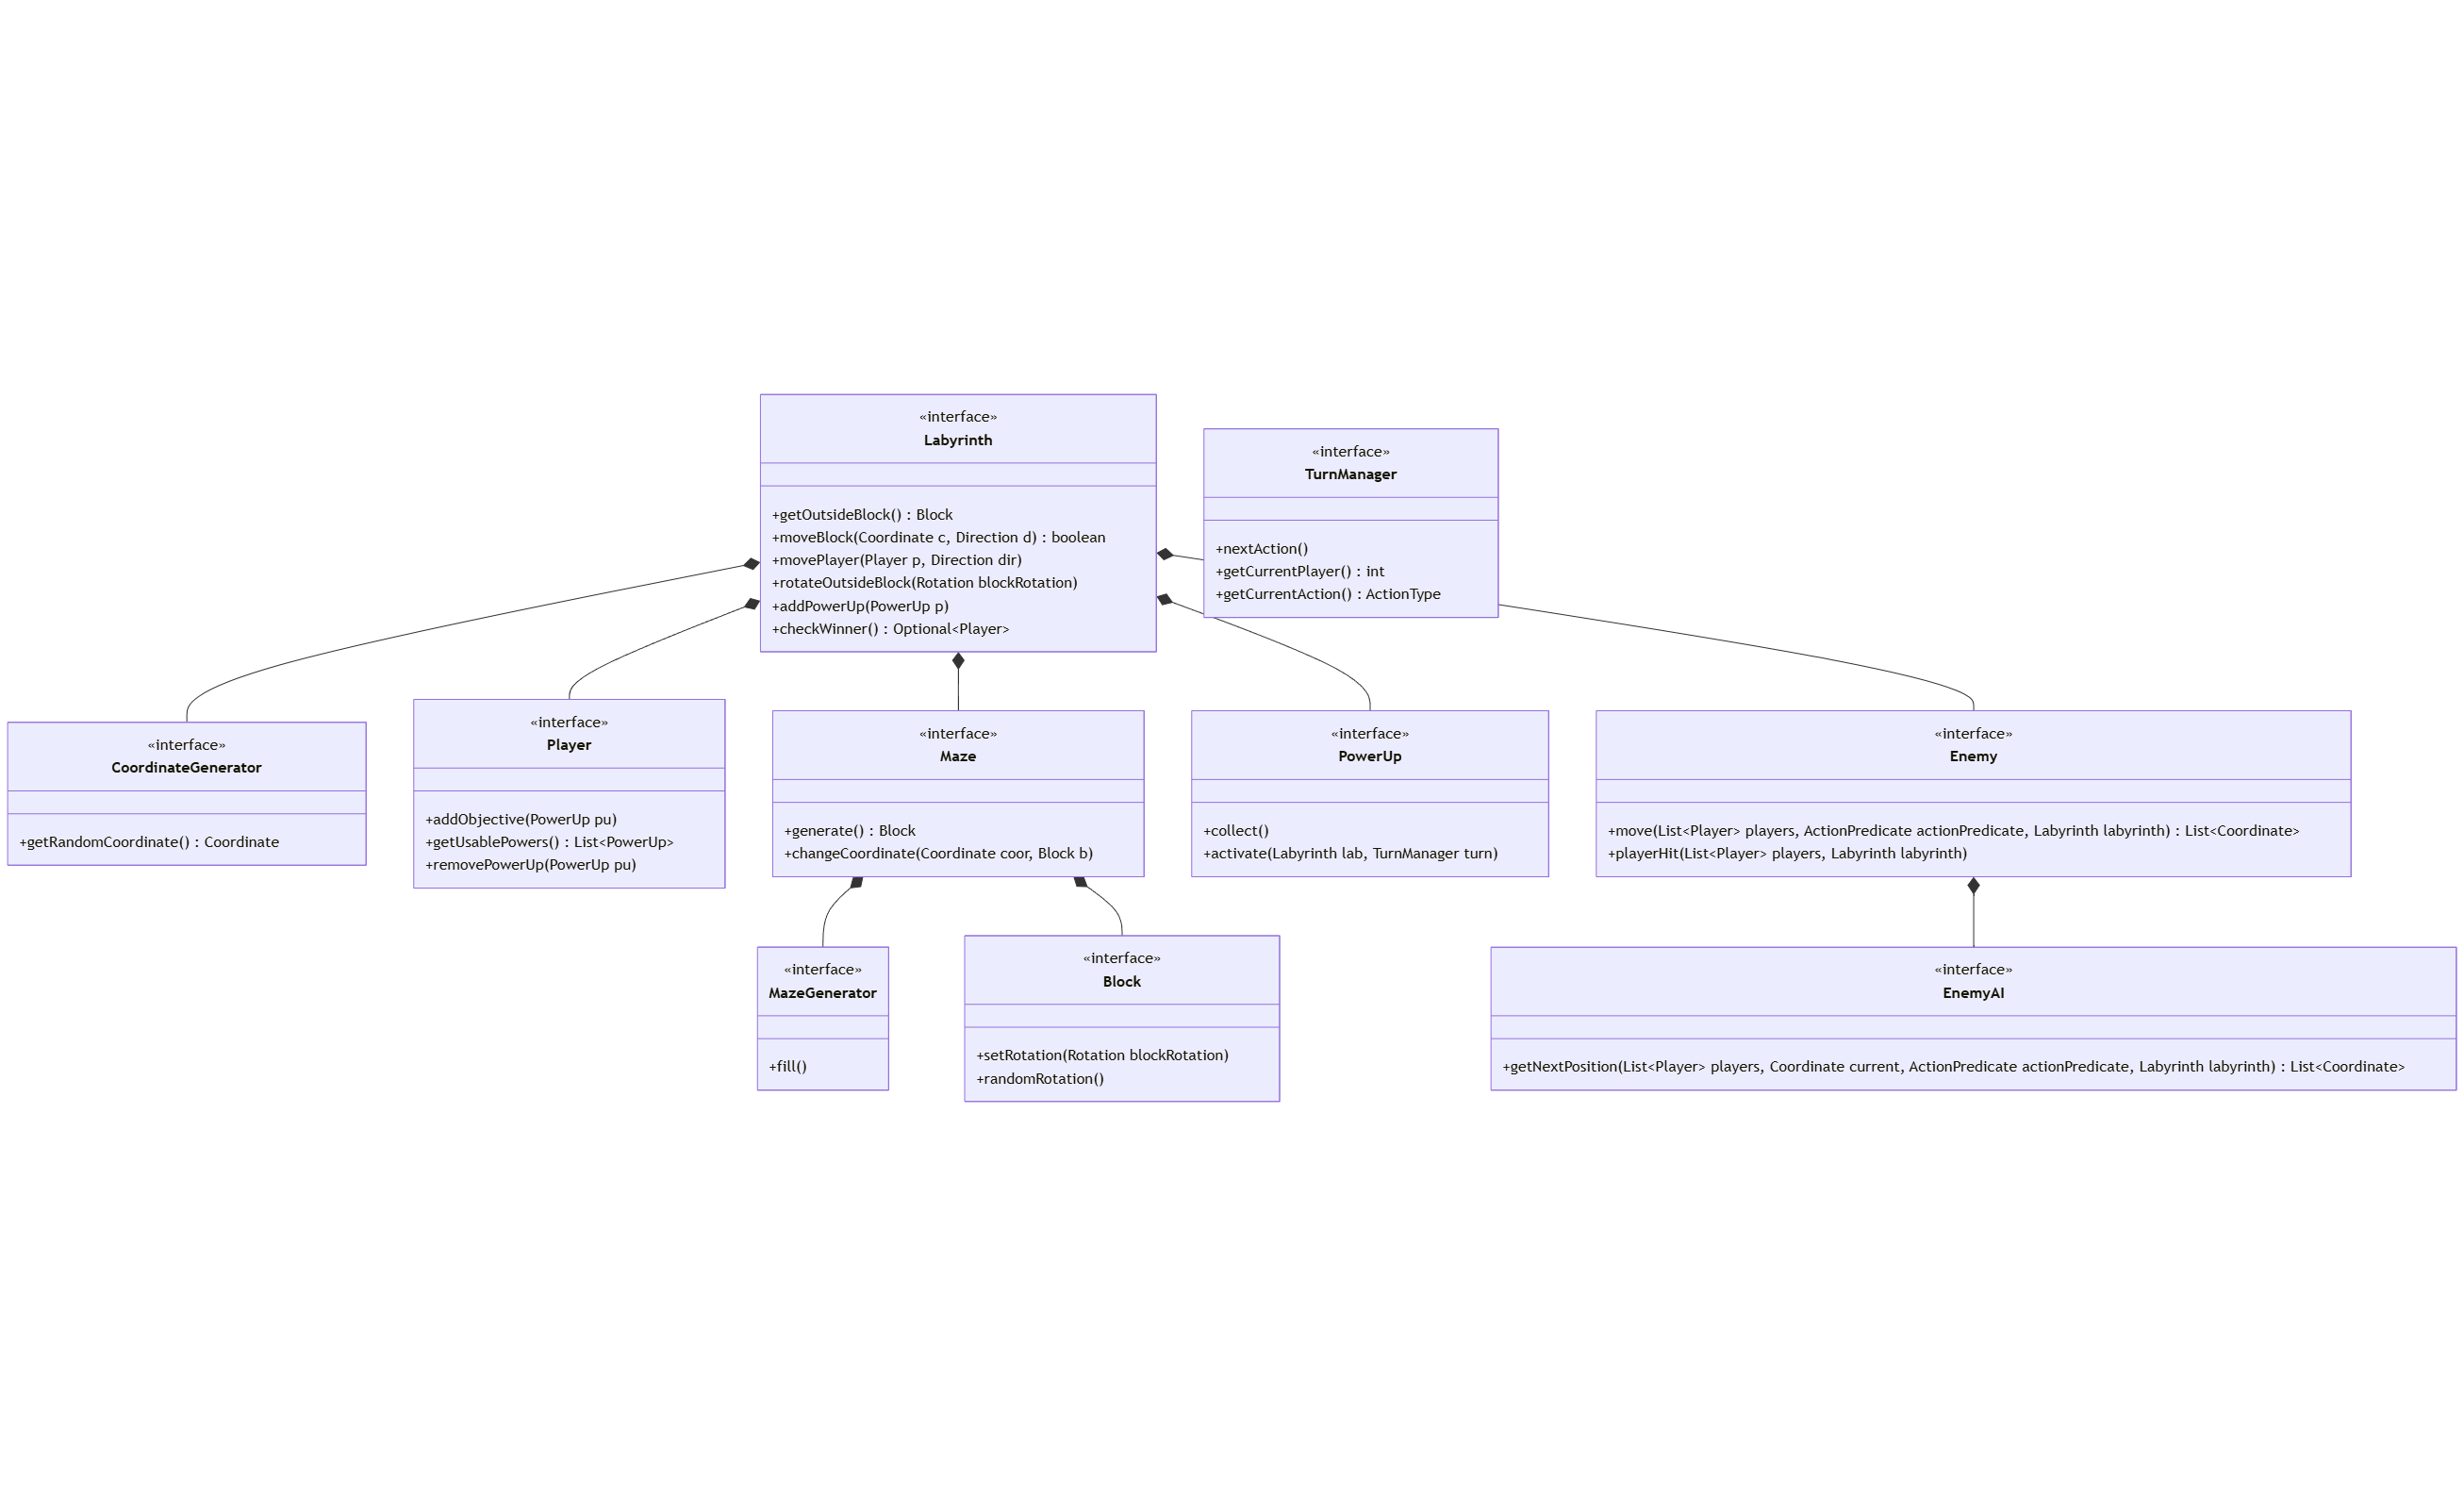 «interface»
Labyrinth
+getOutsideBlock() : Block
+moveBlock(Coordinate c, Direction d) : boolean
+movePlayer(Player p, Direction dir)
+rotateOutsideBlock(Rotation blockRotation)
+addPowerUp(PowerUp p)
+checkWinner() : Optional<Player>
«interface»
TurnManager
+nextAction()
+getCurrentPlayer() : int
+getCurrentAction() : ActionType
«interface»
CoordinateGenerator
+getRandomCoordinate() : Coordinate
«interface»
Player
+addObjective(PowerUp pu)
+getUsablePowers() : List<PowerUp>
+removePowerUp(PowerUp pu)
«interface»
Maze
+generate() : Block
+changeCoordinate(Coordinate coor, Block b)
«interface»
PowerUp
+collect()
+activate(Labyrinth lab, TurnManager turn)
«interface»
Enemy
+move(List<Player> players, ActionPredicate actionPredicate, Labyrinth labyrinth) : List<Coordinate>
+playerHit(List<Player> players, Labyrinth labyrinth)
«interface»
MazeGenerator
+fill()
«interface»
Block
+setRotation(Rotation blockRotation)
+randomRotation()
«interface»
EnemyAI
+getNextPosition(List<Player> players, Coordinate current, ActionPredicate actionPredicate, Labyrinth labyrinth) : List<Coordinate>